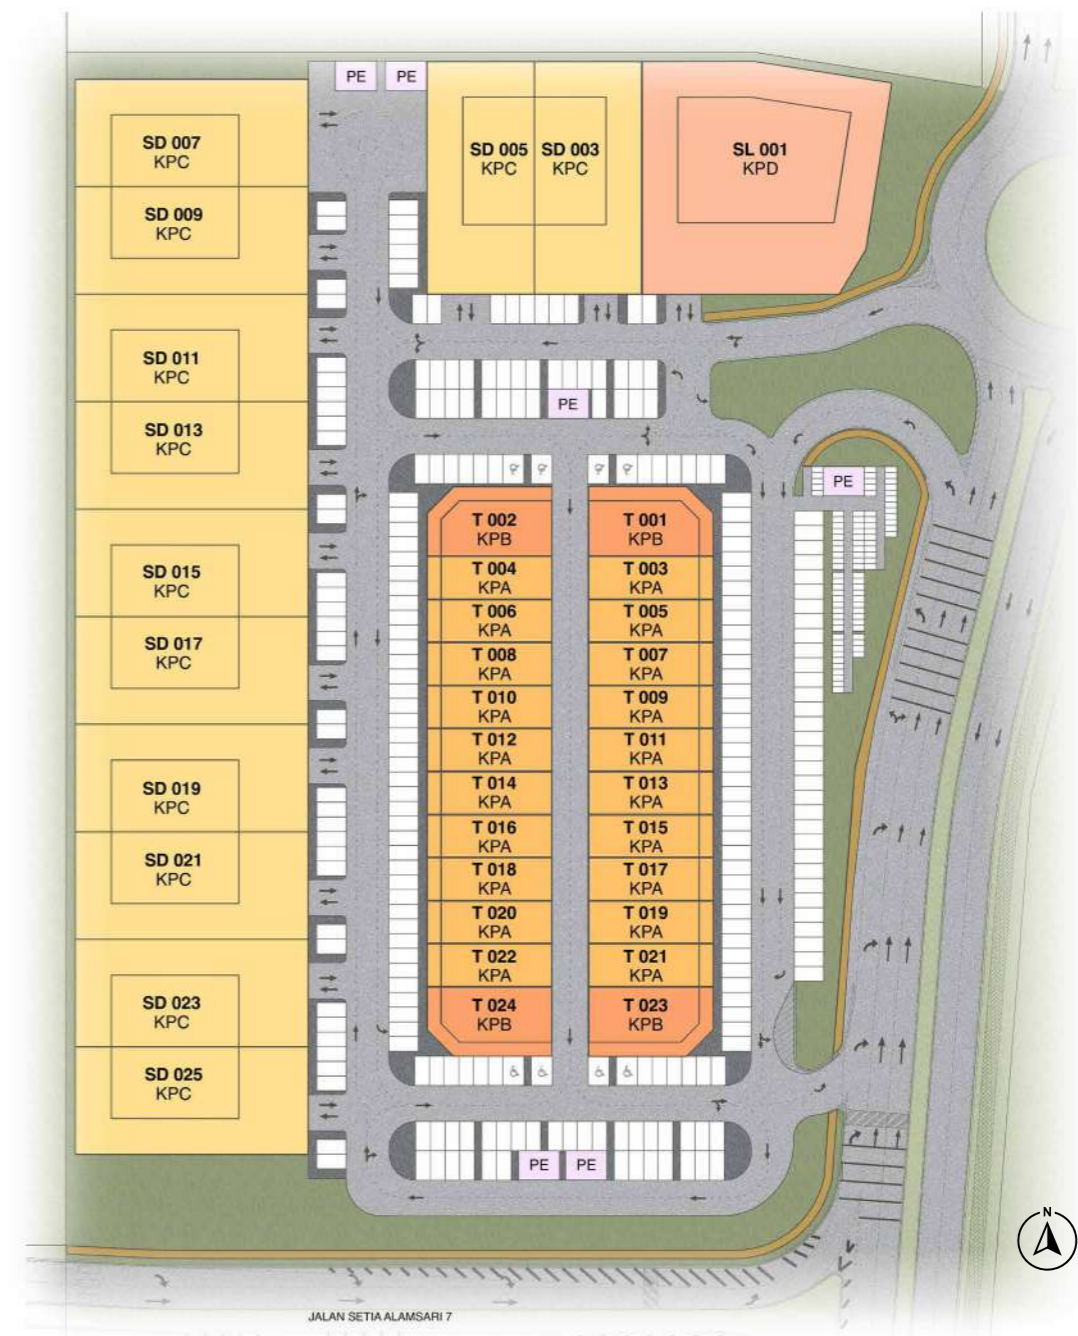 PE PE
SD 007
KPC
SD 009
KPC
SD 005
KPC
SD 003
KPC
SL 001
KPD
SD 011
KPC
SD 013
KPC
PE
PE
SD 015
KPC
SD 017
KPC
SD 019
KPC
SD 021
KPC
SD 023
KPC
SD 025
KPC
T 002
KPB
T 004
KPA
T 006
KPA
T 008
KPA
T 010
KPA
T 012
KPA
T 014
KPA
T 016
KPA
T 018
KPA
T 020
KPA
T 022
KPA
T 024
KPB
T 001
KPB
T 003
KPA
T 005
KPA
T 007
KPA
T 009
KPA
T 011
KPA
T 013
KPA
T 015
KPA
T 017
KPA
T 019
KPA
T 021
KPA
T 023
KPB
PE PE
N
JALAN SETIA ALAMSARI 7